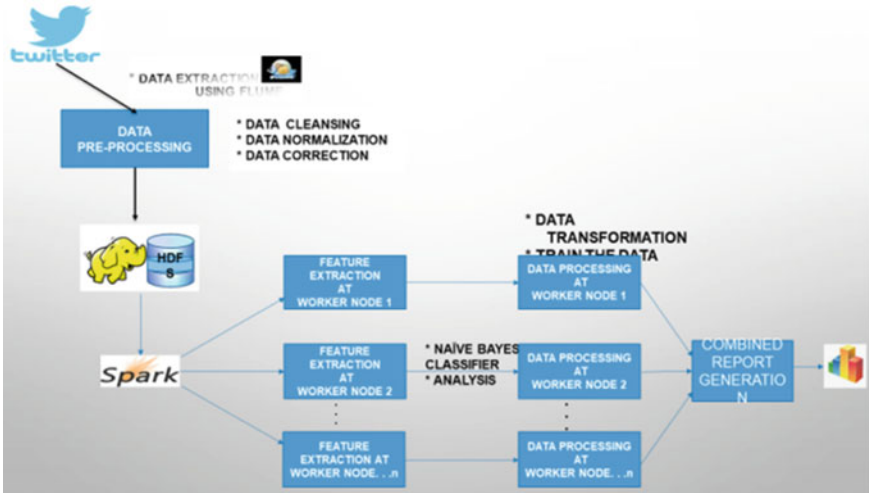 twitter
* DATA EXTRACTION
USING FLUME
DATA
PRE-PROCESSING
* DATA CLEANSING
* DATA NORMALIZATION
* DATA CORRECTION
HDF
S
Spark
FEATURE
EXTRACTION
AT
WORKER NODE 1
FEATURE
EXTRACTION
AT
WORKER NODE 2
FEATURE
EXTRACTION AT
WORKER NODE. . .n
* NAÏVE BAYES
CLASSIFIER
* ANALYSIS
* DATA
TRANSFORMATION
* TRAIN THE DATA
DATA PROCESSING
AT
WORKER NODE 1
DATA PROCESSING
AT
WORKER NODE 2
DATA PROCESSING
AT
WORKER NODE. . .n
COMBINED
REPORT
GENERATIO
N